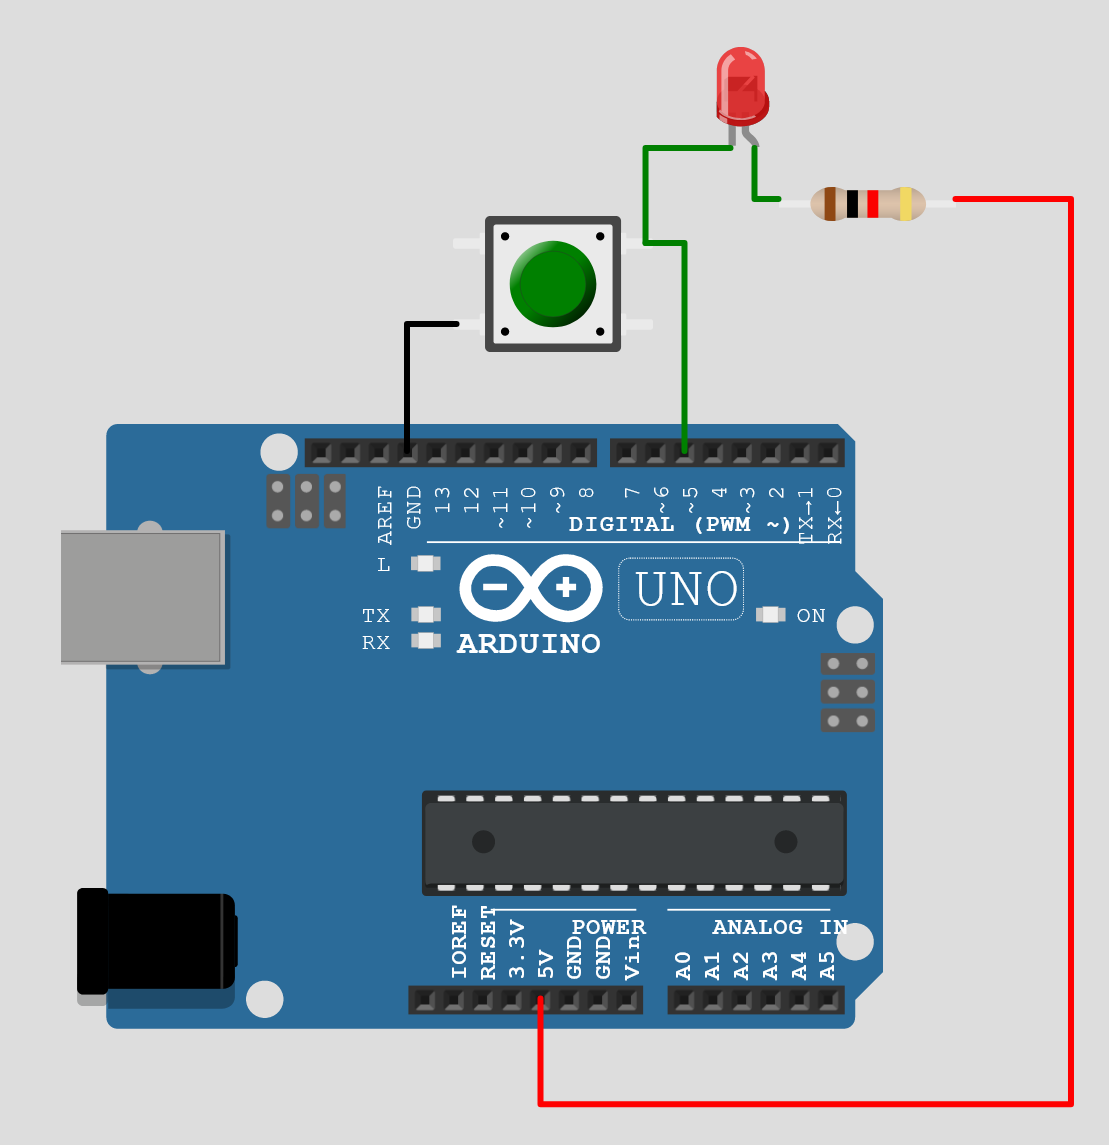 AREF
GND
13
12
~11
~10
~9
8
7
~6
~5
4
~3
2
TX→1
RX←0
DIGITAL (PWM ~)
L
TX
RX
UNO
ON
ARDUINO
POWER
ANALOG IN
IOREF
RESET
3.3V
5V
GND
GND
Vin
A0
A1
A2
A3
A4
A5